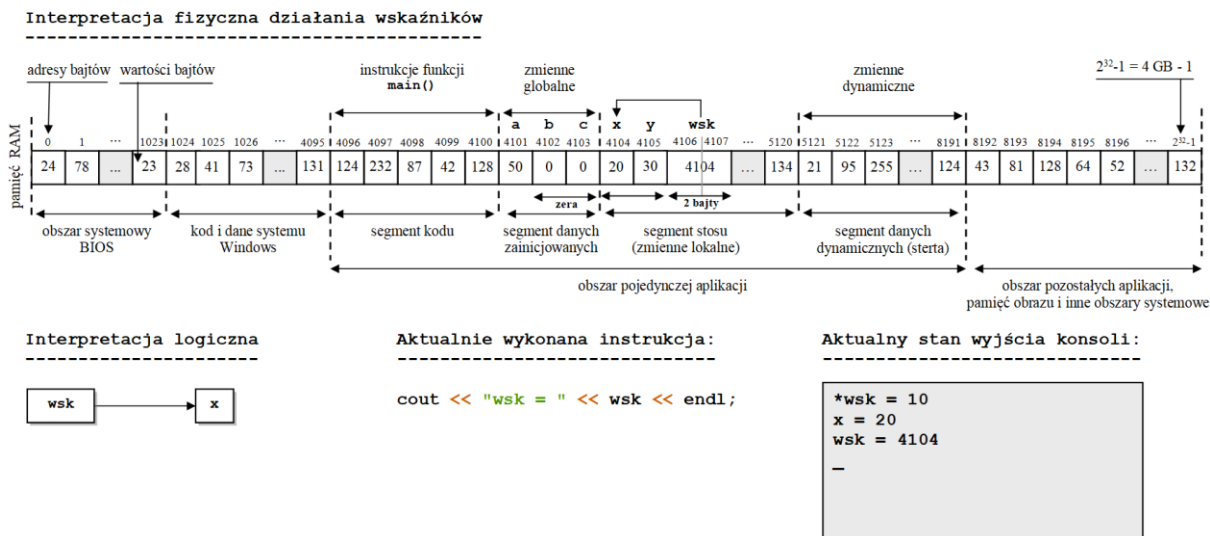 Interpretacja fizyczna działania wskaźników
-------------------------------------------
adresy bajtów wartości bajtów instrukcje funkcji zmienne zmienne 2³²-1 = 4 GB - 1
main() globalne dynamiczne
a b c x y wsk
0 1 ... 1023 1024 1025 1026 ... 4095 4096 4097 4098 4099 4100 4101 4102 4103 4104 4105 4106 4107 ... 5120 5121 5122 5123 ... 8191 8192 8193 8194 8195 8196 ... 2³²-1
pamięć RAM
24 78 ... 23 28 41 73 ... 131 124 232 87 42 128 50 0 0 20 30 4104 ... 134 21 95 255 ... 124 43 81 128 64 52 ... 132
zera 2 bajty
obszar systemowy kod i dane systemu segment kodu segment danych segment stosu segment danych
BIOS Windows zainicjowanych (zmienne lokalne) dynamicznych (sterta)
obszar pojedynczej aplikacji obszar pozostałych aplikacji,
pamięć obrazu i inne obszary systemowe
Interpretacja logiczna Aktualnie wykonana instrukcja: Aktualny stan wyjścia konsoli:
---------------------- ------------------------------ ------------------------------
wsk x
cout << "wsk = " << wsk << endl;
*wsk = 10
x = 20
wsk = 4104
_